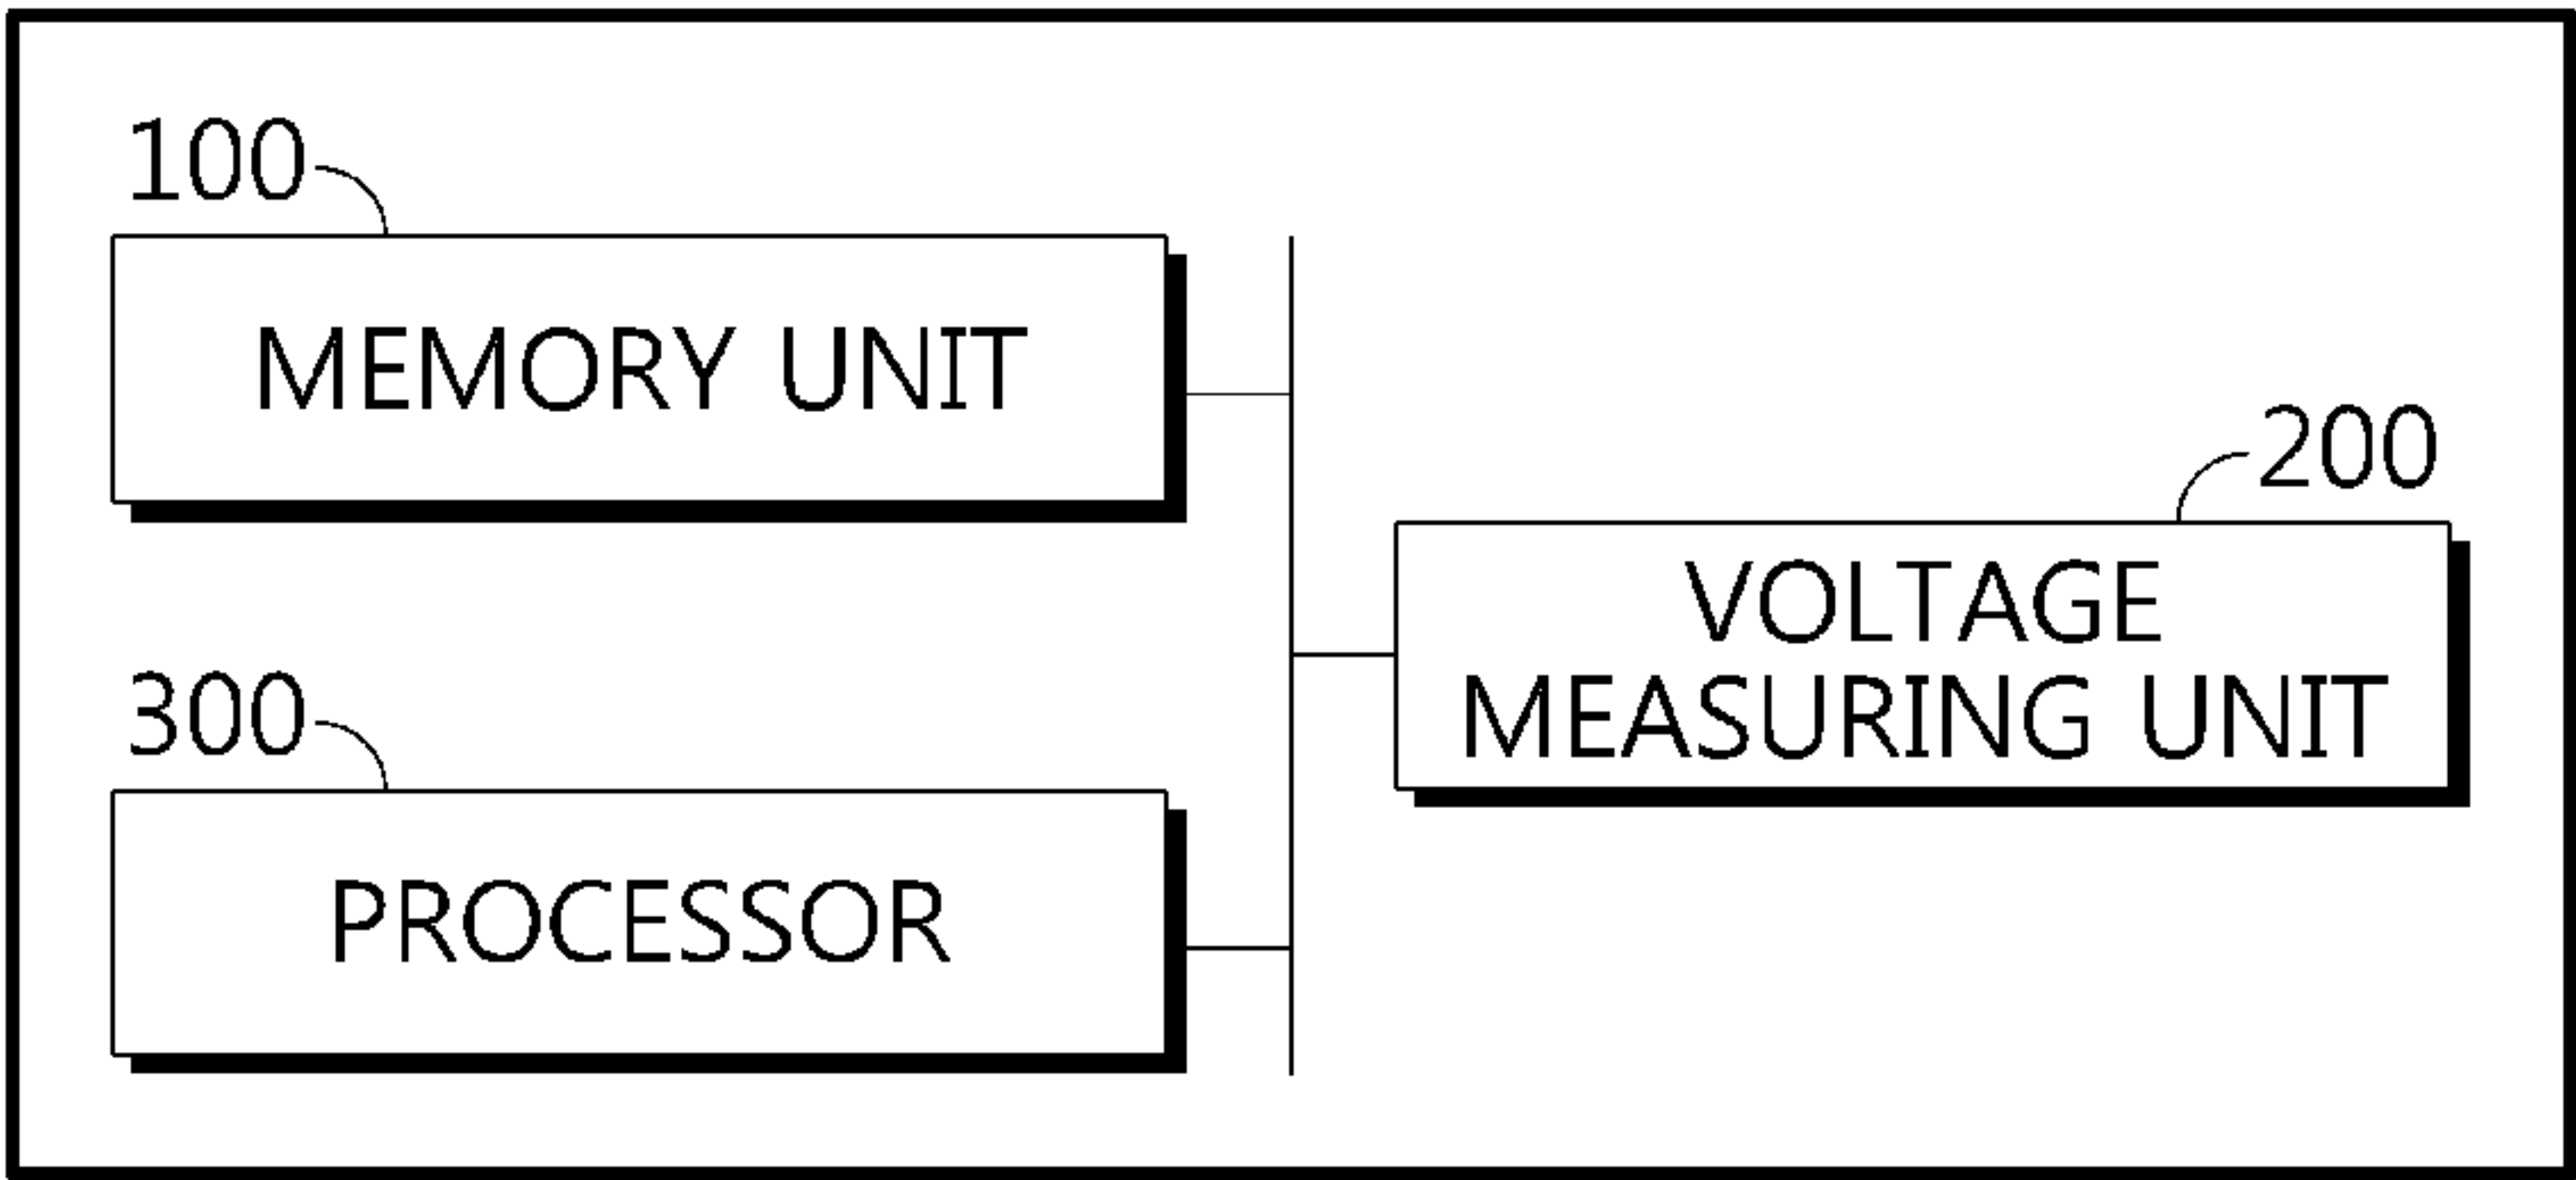 100
MEMORY UNIT
200
VOLTAGE
MEASURING UNIT
300
PROCESSOR